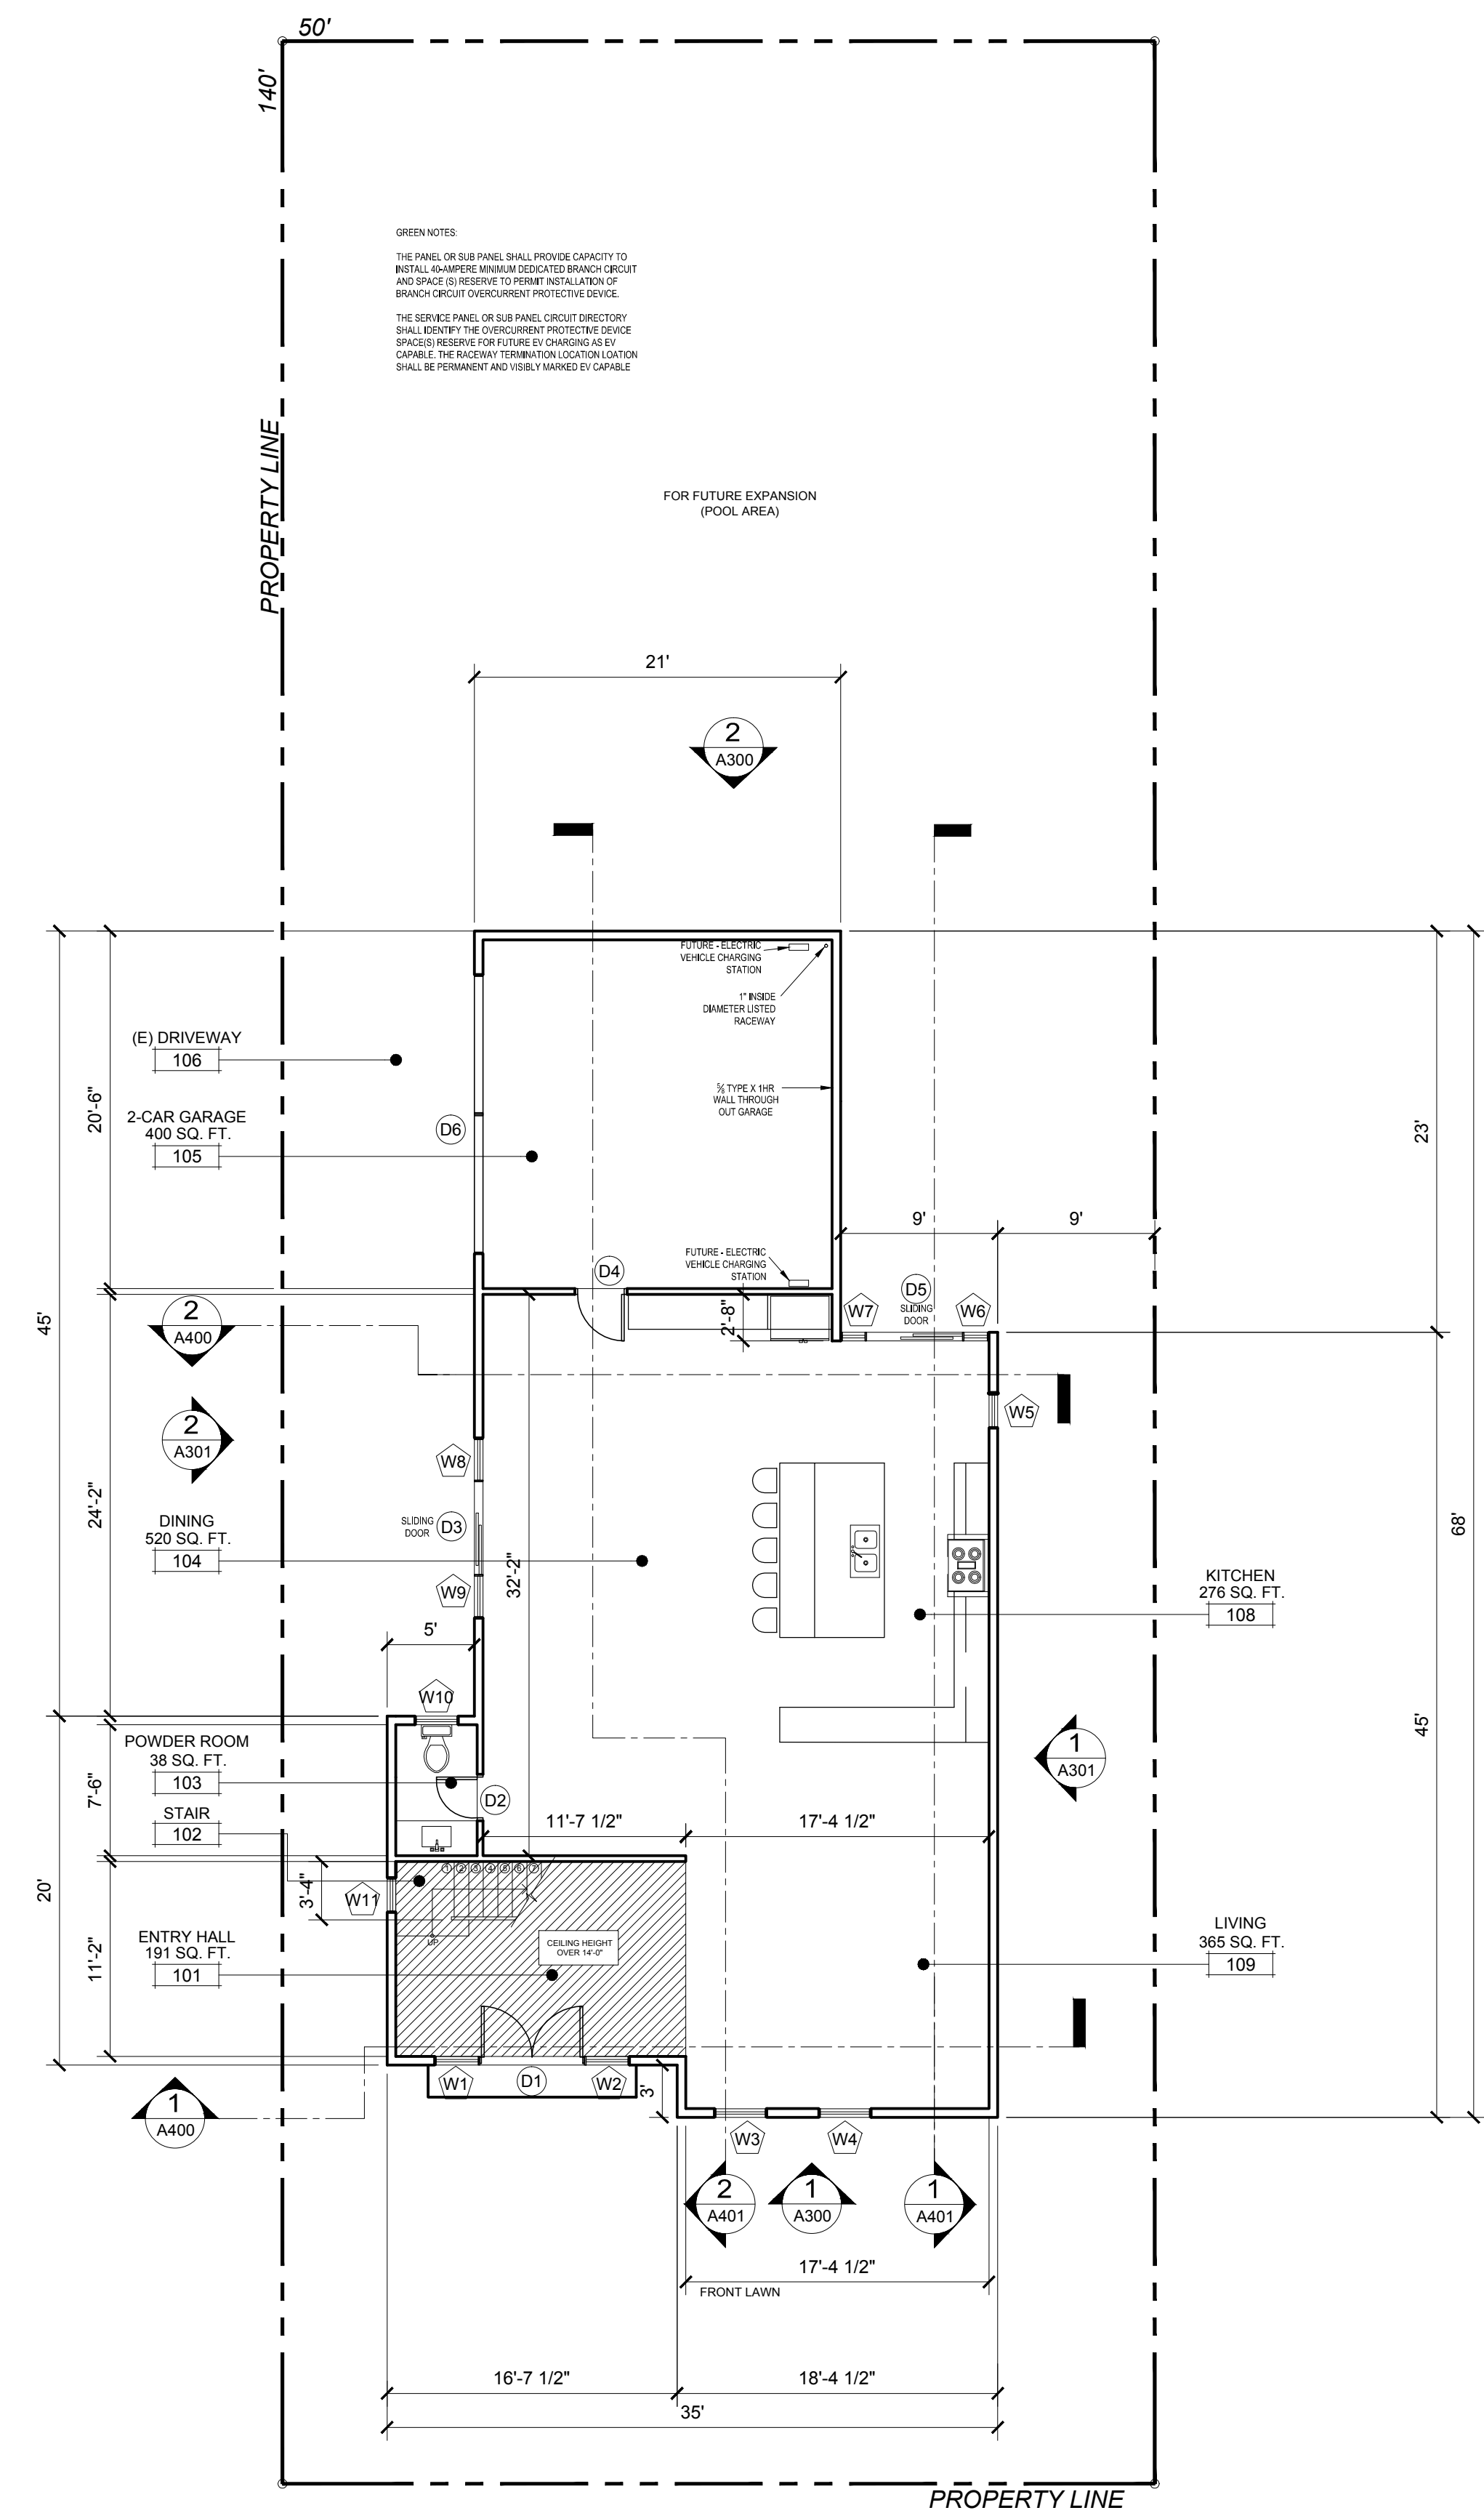 50'
140'
GREEN NOTES:
THE PANEL OR SUB PANEL SHALL PROVIDE CAPACITY TO
INSTALL 40-AMPERE MINIMUM DEDICATED BRANCH CIRCUIT
AND SPACE (S) RESERVE TO PERMIT INSTALLATION OF
BRANCH CIRCUIT OVERCURRENT PROTECTIVE DEVICE.
THE SERVICE PANEL OR SUB PANEL CIRCUIT DIRECTORY
SHALL IDENTIFY THE OVERCURRENT PROTECTIVE DEVICE
SPACE(S) RESERVE FOR FUTURE EV CHARGING AS EV
CAPABLE. THE RACEWAY TERMINATION LOCATION LOATION
SHALL BE PERMANENT AND VISIBLY MARKED EV CAPABLE
PROPERTY LINE
FOR FUTURE EXPANSION
(POOL AREA)
21'
2
A300
FUTURE - ELECTRIC
VEHICLE CHARGING
STATION
1" INSIDE
DIAMETER LISTED
RACEWAY
(E) DRIVEWAY
106
20'-6"
2-CAR GARAGE
400 SQ. FT.
105
D6
⅝ TYPE X 1HR
WALL THROUGH
OUT GARAGE
23'
9'
9'
FUTURE - ELECTRIC
VEHICLE CHARGING
STATION
D4
D5
SLIDING
DOOR
W7
W6
2'-8"
45'
2
A400
2
A301
W5
W8
24'-2"
DINING
520 SQ. FT.
104
SLIDING
DOOR
D3
W9
32'-2"
68'
KITCHEN
276 SQ. FT.
108
5'
W10
POWDER ROOM
38 SQ. FT.
103
7'-6"
STAIR
102
D2
11'-7 1/2"
17'-4 1/2"
1
A301
45'
20'
3'-4"
W11
1
2
3
4
5
6
7
UP
CEILING HEIGHT
OVER 14'-0"
ENTRY HALL
191 SQ. FT.
101
11'-2"
LIVING
365 SQ. FT.
109
W1
D1
W2
3'
1
A400
W3
W4
2
A401
1
A300
1
A401
17'-4 1/2"
FRONT LAWN
16'-7 1/2"
18'-4 1/2"
35'
PROPERTY LINE